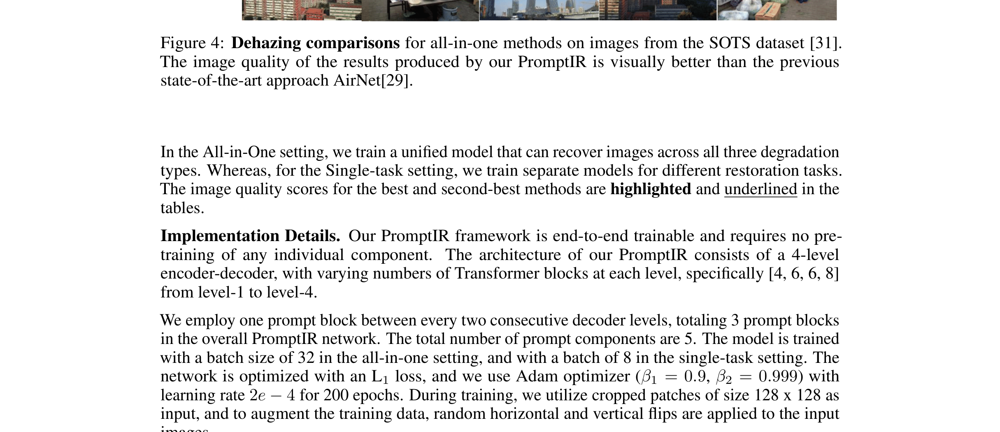 Figure 4: Dehazing comparisons for all-in-one methods on images from the SOTS dataset [31].
The image quality of the results produced by our PromptIR is visually better than the previous
state-of-the-art approach AirNet[29].
In the All-in-One setting, we train a unified model that can recover images across all three degradation
types. Whereas, for the Single-task setting, we train separate models for different restoration tasks.
The image quality scores for the best and second-best methods are highlighted and underlined in the
tables.
Implementation Details. Our PromptIR framework is end-to-end trainable and requires no pre-
training of any individual component. The architecture of our PromptIR consists of a 4-level
encoder-decoder, with varying numbers of Transformer blocks at each level, specifically [4, 6, 6, 8]
from level-1 to level-4.
We employ one prompt block between every two consecutive decoder levels, totaling 3 prompt blocks
in the overall PromptIR network. The total number of prompt components are 5. The model is trained
with a batch size of 32 in the all-in-one setting, and with a batch of 8 in the single-task setting. The
network is optimized with an L₁ loss, and we use Adam optimizer (β₁ = 0.9, β₂ = 0.999) with
learning rate 2e − 4 for 200 epochs. During training, we utilize cropped patches of size 128 x 128 as
input, and to augment the training data, random horizontal and vertical flips are applied to the input